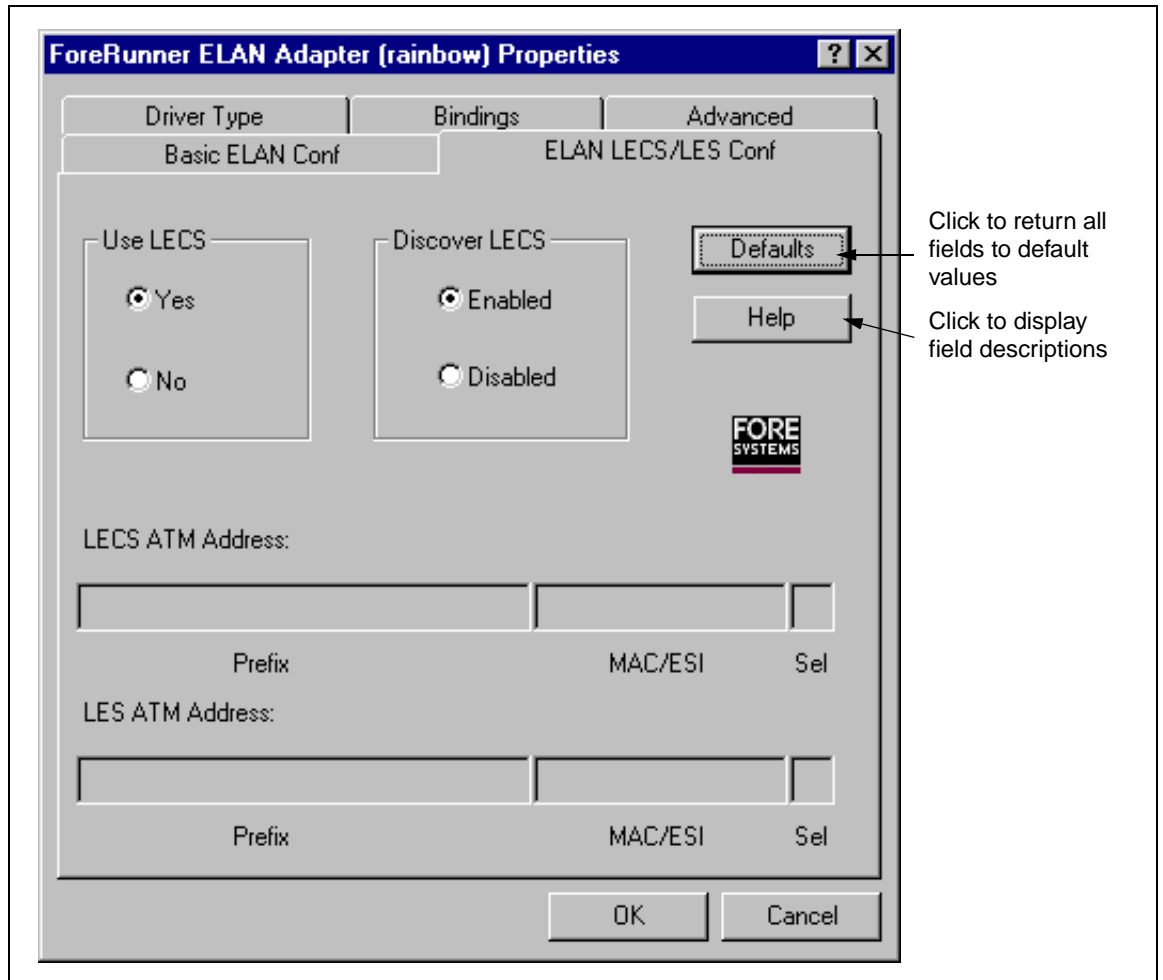 ForeRunner ELAN Adapter (rainbow) Properties
Driver Type
Bindings
Advanced
Basic ELAN Conf
ELAN LECS/LES Conf
Use LECS
Yes
No
Discover LECS
Enabled
Disabled
Defaults
Help
Click to return all
fields to default
values
Click to display
field descriptions
FORE
SYSTEMS
LECS ATM Address:
Prefix
MAC/ESI
Sel
LES ATM Address:
Prefix
MAC/ESI
Sel
OK
Cancel